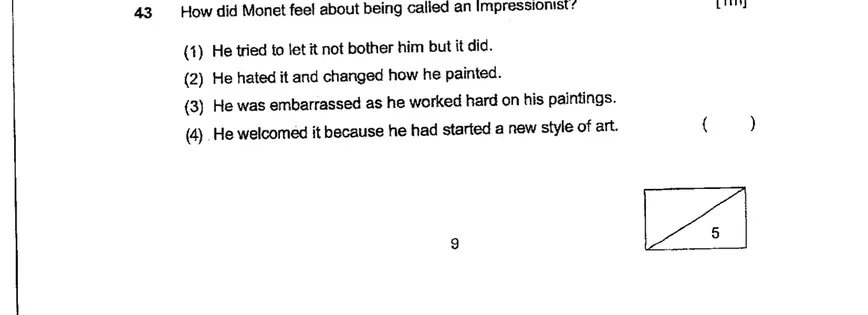 43 How did Monet feel about being called an Impressionist?
(1) He tried to let it not bother him but it did.
(2) He hated it and changed how he painted.
(3) He was embarrassed as he worked hard on his paintings.
(4) He welcomed it because he had started a new style of art. ( )
5
9